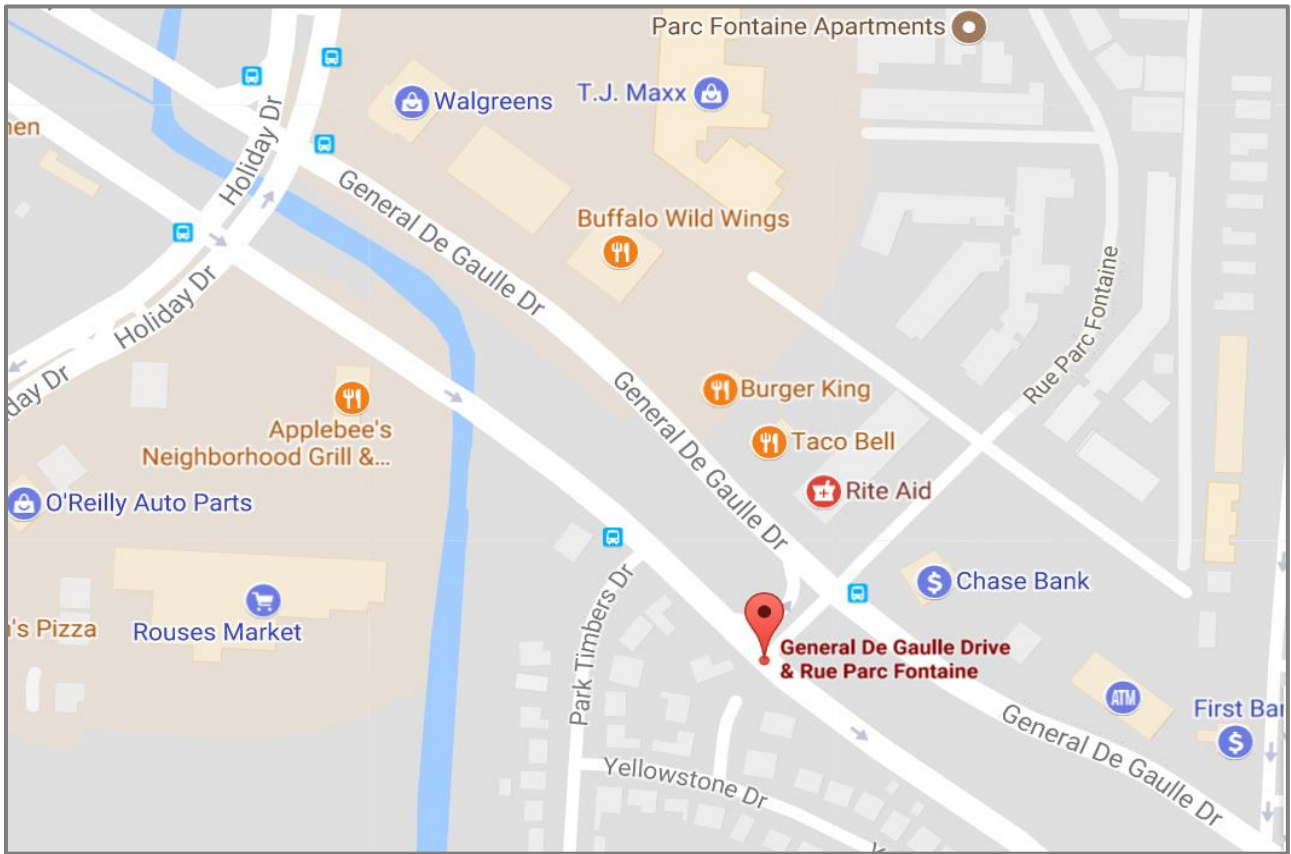 Parc Fontaine Apartments
T.J. Maxx
Walgreens
Holiday Dr
General De Gaulle Dr
Buffalo Wild Wings
Holiday Dr
Rue Parc Fontaine
Burger King
General De Gaulle Dr
Applebee's
Neighborhood Grill &...
day Dr
Taco Bell
Rite Aid
O'Reilly Auto Parts
Chase Bank
$
Park Timbers Dr
's Pizza
Rouses Market
General De Gaulle Drive
& Rue Parc Fontaine
ATM
First Ba
$
General De Gaulle Dr
Yellowstone Dr